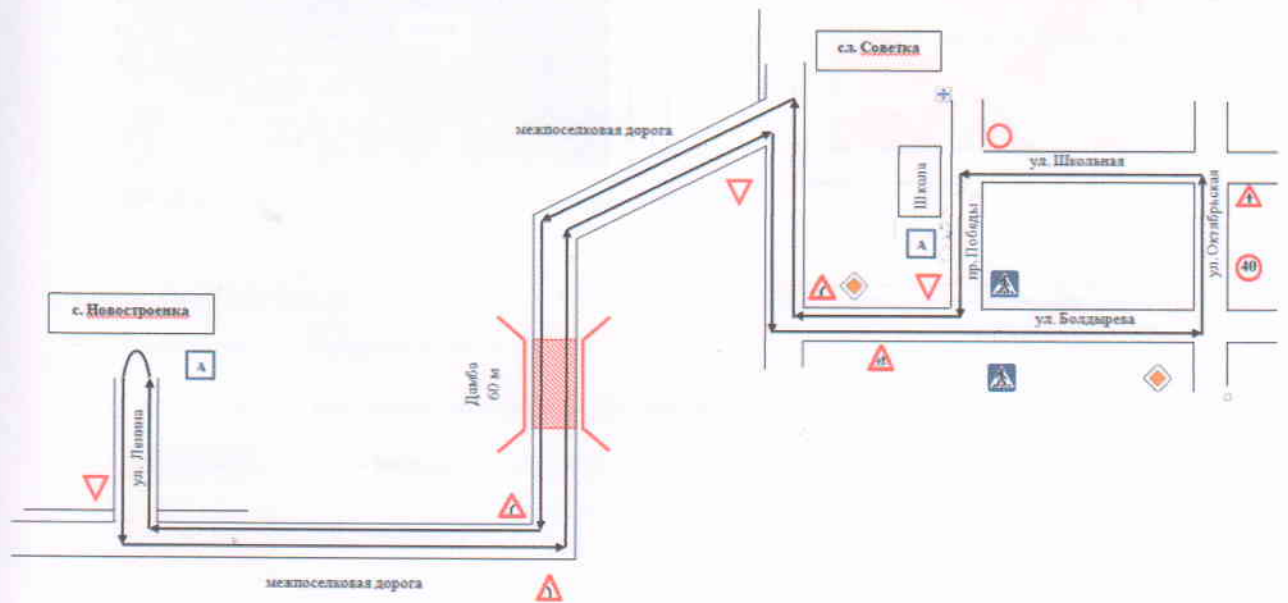 сл. Советка
межпоселковая дорога
Школа
А
ул. Школьная
пр. Победы
ул. Октябрьская
40
ул. Болдырева
с. Новостроенка
А
ул. Ленина
Дамба
60 м
межпоселковая дорога